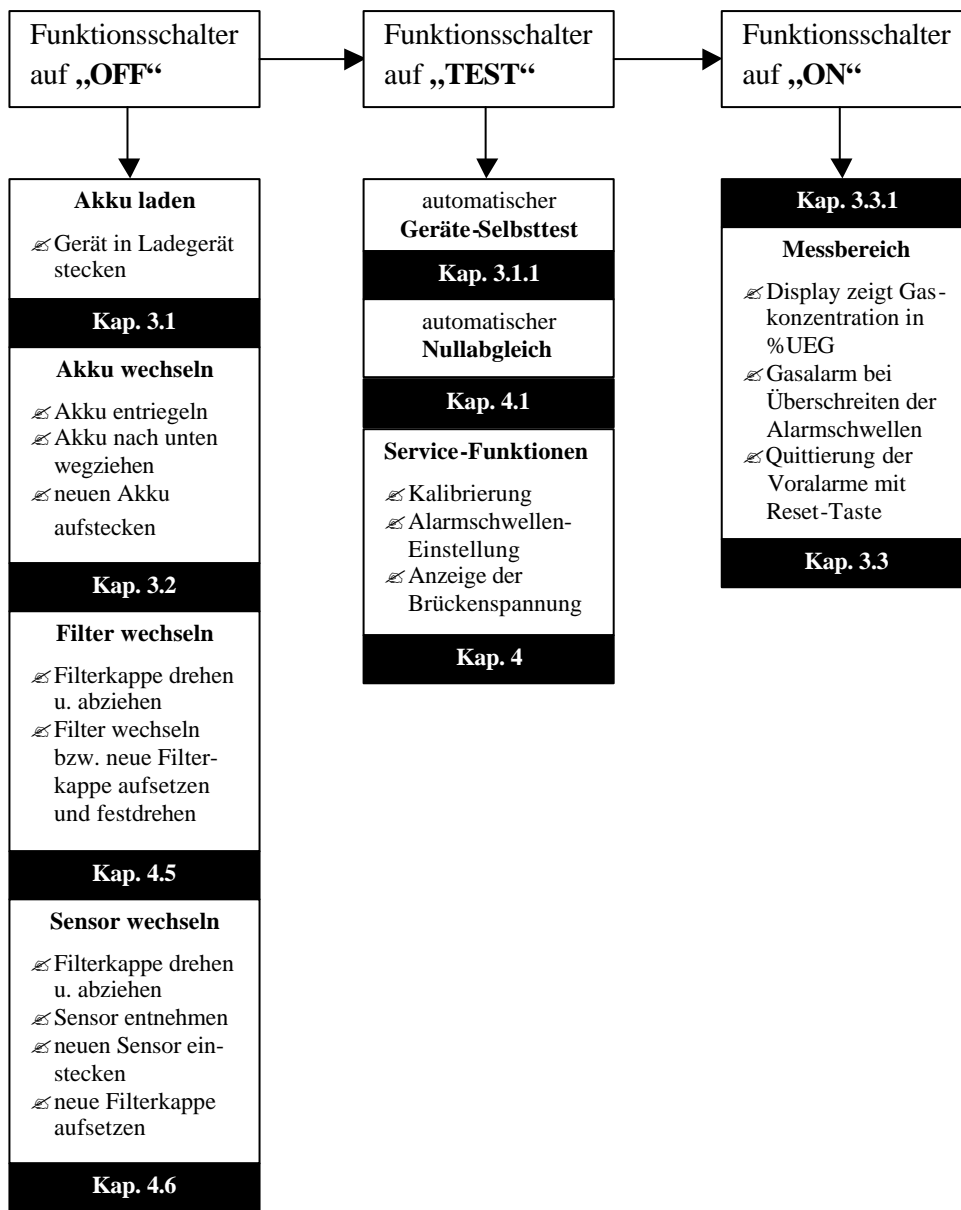 Funktionsschalter
auf „OFF“
Funktionsschalter
auf „TEST“
Funktionsschalter
auf „ON“
Akku laden
Gerät in Ladegerät
stecken
Kap. 3.1
Akku wechseln
Akku entriegeln
Akku nach unten
wegziehen
neuen Akku
aufstecken
Kap. 3.2
Filter wechseln
Filterkappe drehen
u. abziehen
Filter wechseln
bzw. neue Filter-
kappe aufsetzen
und festdrehen
Kap. 4.5
Sensor wechseln
Filterkappe drehen
u. abziehen
Sensor entnehmen
neuen Sensor ein-
stecken
neue Filterkappe
aufsetzen
Kap. 4.6
automatischer
Geräte-Selbsttest
Kap. 3.1.1
automatischer
Nullabgleich
Kap. 4.1
Service-Funktionen
Kalibrierung
Alarmschwellen-
Einstellung
Anzeige der
Brückenspannung
Kap. 4
Kap. 3.3.1
Messbereich
Display zeigt Gas-
konzentration in
%UEG
Gasalarm bei
Überschreiten der
Alarmschwellen
Quittierung der
Voralarme mit
Reset-Taste
Kap. 3.3